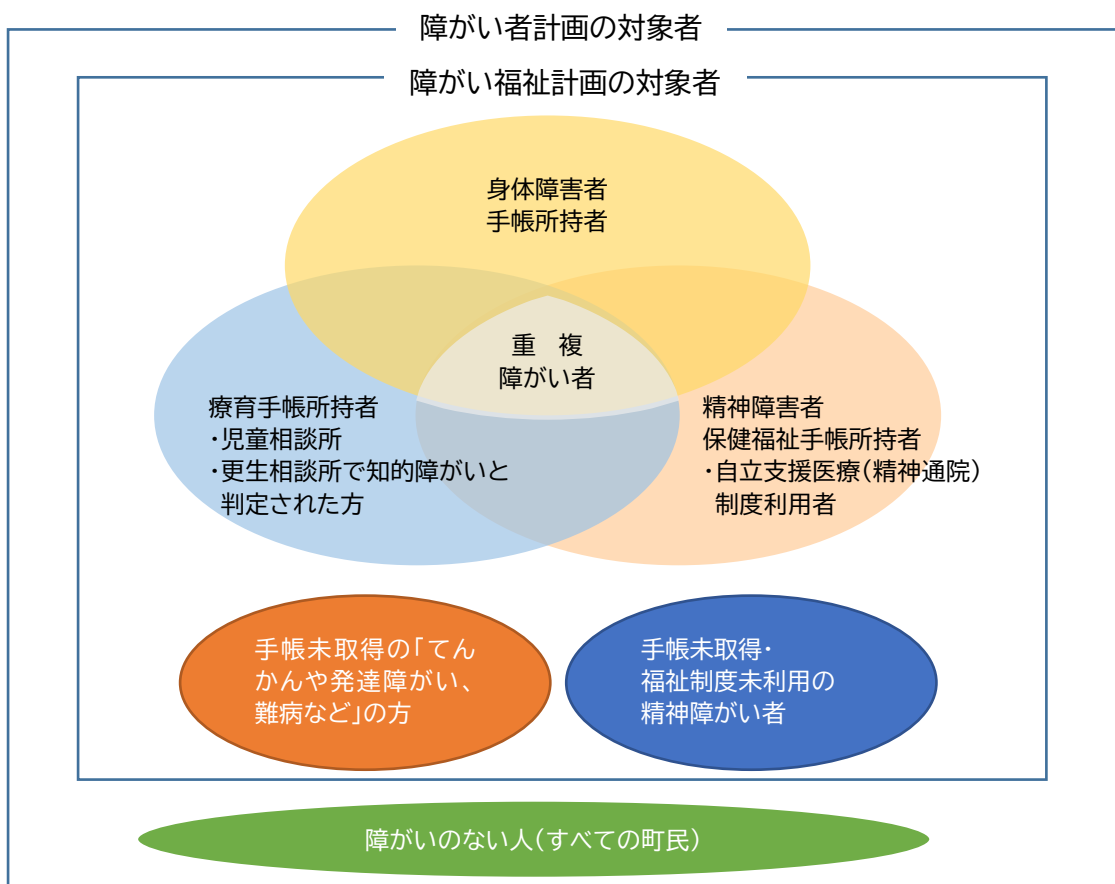 障がい者計画の対象者
障がい福祉計画の対象者
身体障害者
手帳所持者
重　複
障がい者
療育手帳所持者
・児童相談所
・更生相談所で知的障がいと
判定された方
精神障害者
保健福祉手帳所持者
・自立支援医療(精神通院)
制度利用者
手帳未取得の「てん
かんや発達障がい、
難病など」の方
手帳未取得・
福祉制度未利用の
精神障がい者
障がいのない人(すべての町民)